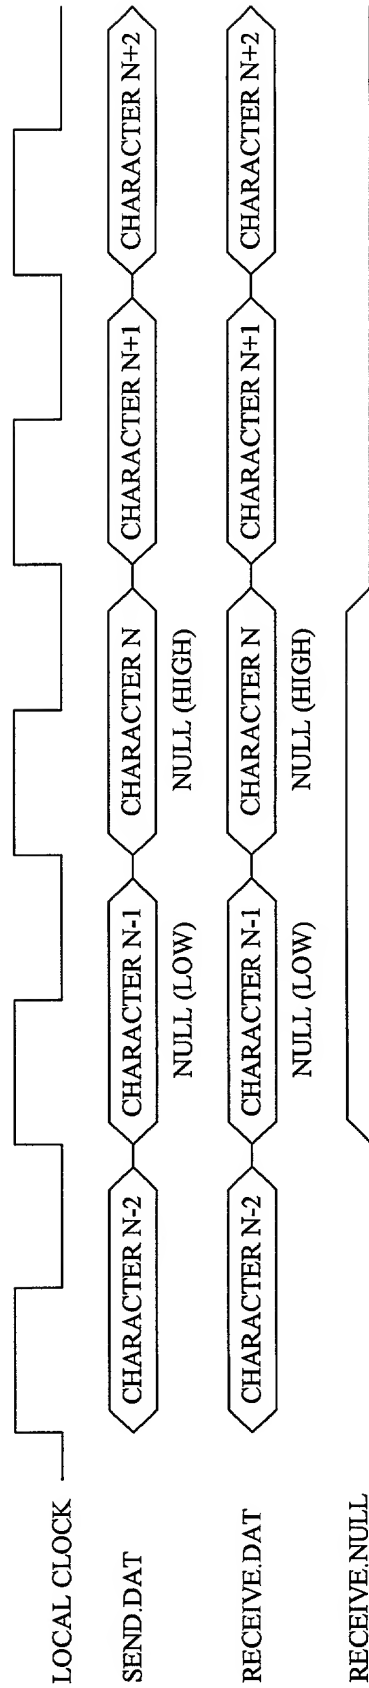 LOCAL CLOCK
SEND.DAT CHARACTER N-2 CHARACTER N-1 CHARACTER N CHARACTER N+1 CHARACTER N+2
NULL (LOW) NULL (HIGH)
RECEIVE.DAT CHARACTER N-2 CHARACTER N-1 CHARACTER N CHARACTER N+1 CHARACTER N+2
NULL (LOW) NULL (HIGH)
RECEIVE.NULL